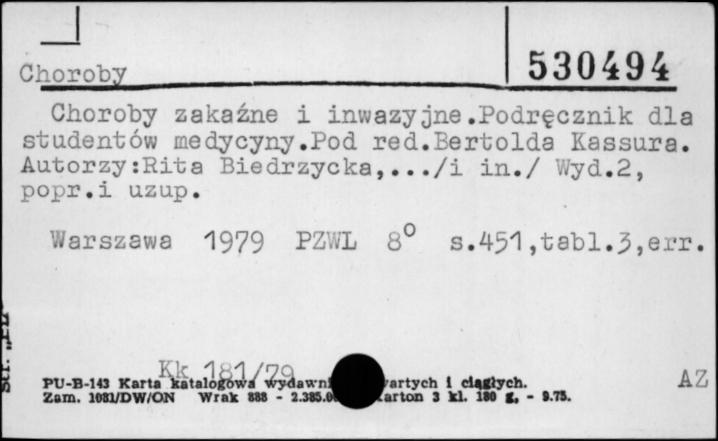 530494
Choroby
Choroby zakaźne i inwazyjne.Podręcznik dla
studentów medycyny.Pod red.Bertolda Kassura.
Autorzy:Rita Biedrzycka,.../i in./ Wyd.2,
popr.i uzup.
Warszawa 1979 PZWL 8° s.451,tabl.3,err.
Kk 181/79
AZ
PU-B-143 Karta katalogowa wydawni artych i ciągłych.
Zam. 1081/DW/ON Wrak 888 - 2.385.0 arton 3 kl. 180 g. - 9.75.